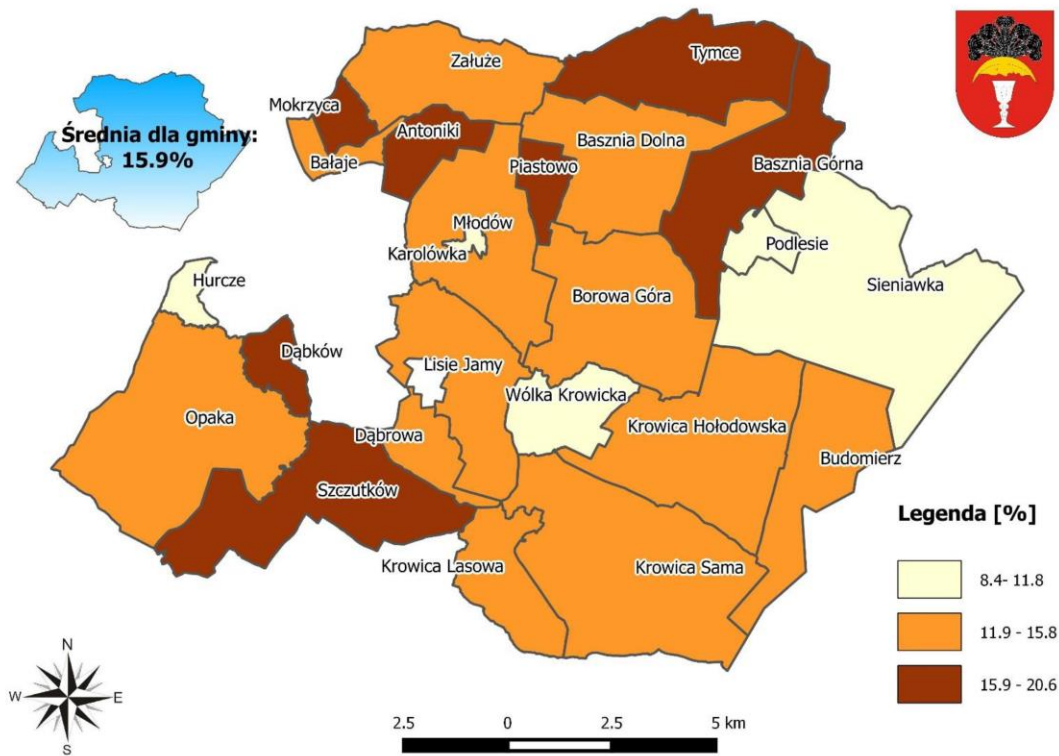 Tymce
Załuże
Mokrzyca
Średnia dla gminy:
15.9%
Antoniki
Basznia Dolna
Bałaje
Piastowo
Basznia Górna
Młodów
Podlesie
Karolówka
Hurcze
Sieniawka
Borowa Góra
Dąbków
Lisie Jamy
Wólka Krowicka
Opaka
Krowica Hołodowska
Dąbrowa
Budomierz
Szczutków
Legenda [%]
Krowica Lasowa
Krowica Sama
8.4- 11.8
11.9 - 15.8
15.9 - 20.6
N
W
E
S
2.5 0 2.5 5 km